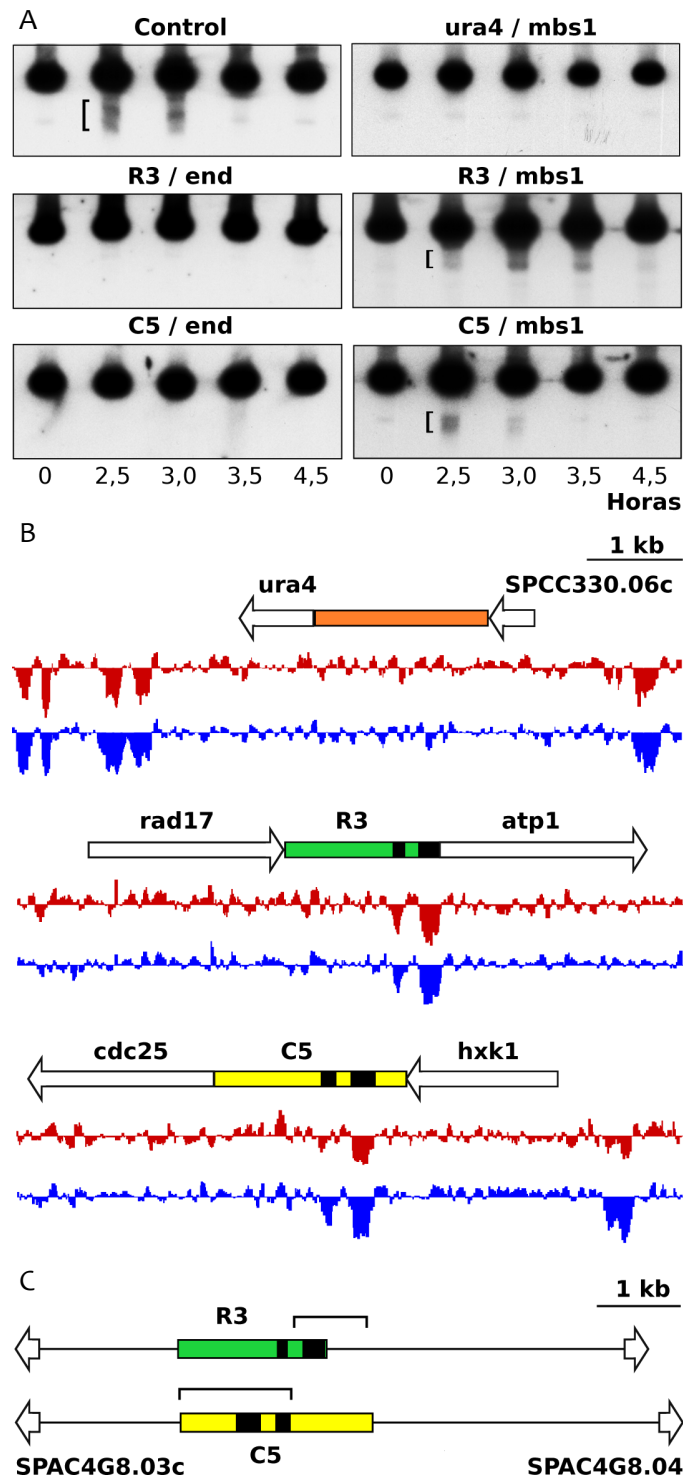 A
Control
ura4 / mbs1
R3 / end
R3 / mbs1
C5 / end
C5 / mbs1
0 2,5 3,0 3,5 4,5 0 2,5 3,0 3,5 4,5
Horas
B
1 kb
ura4 SPCC330.06c
rad17 R3 atp1
cdc25 C5 hxk1
C
1 kb
R3
C5
SPAC4G8.03c SPAC4G8.04